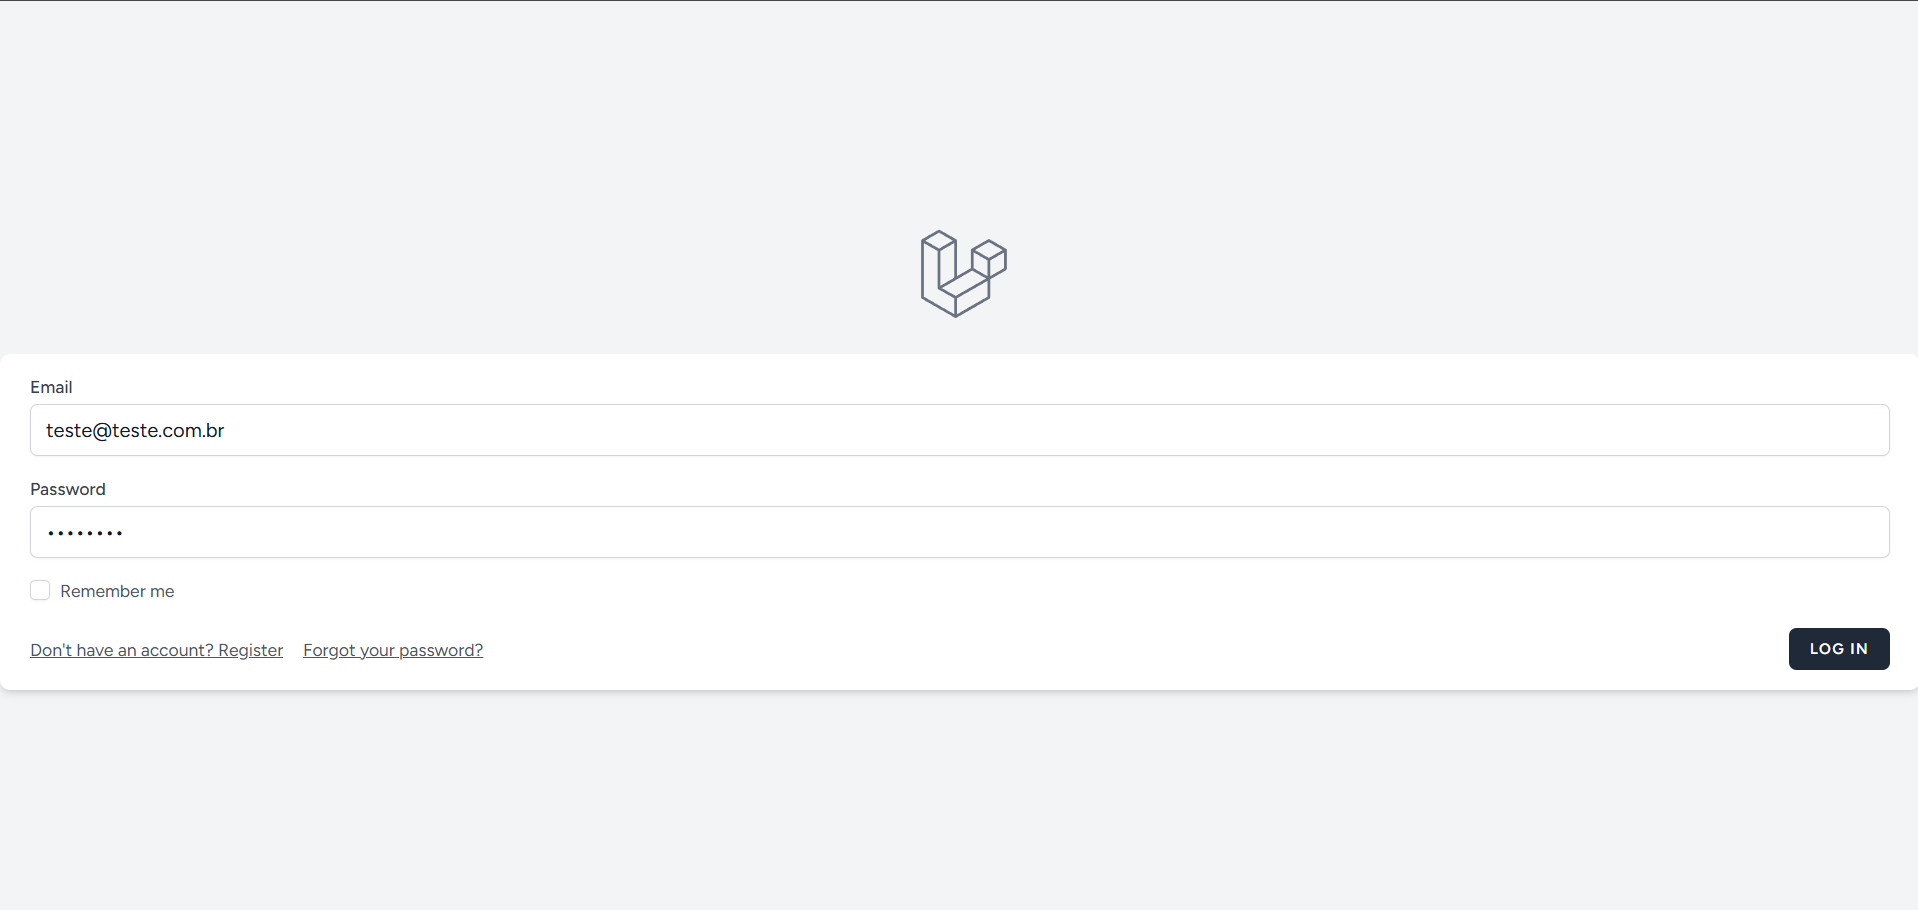 Email
teste@teste.com.br
Password
••••••••
Remember me
Don't have an account? Register Forgot your password?
LOG IN